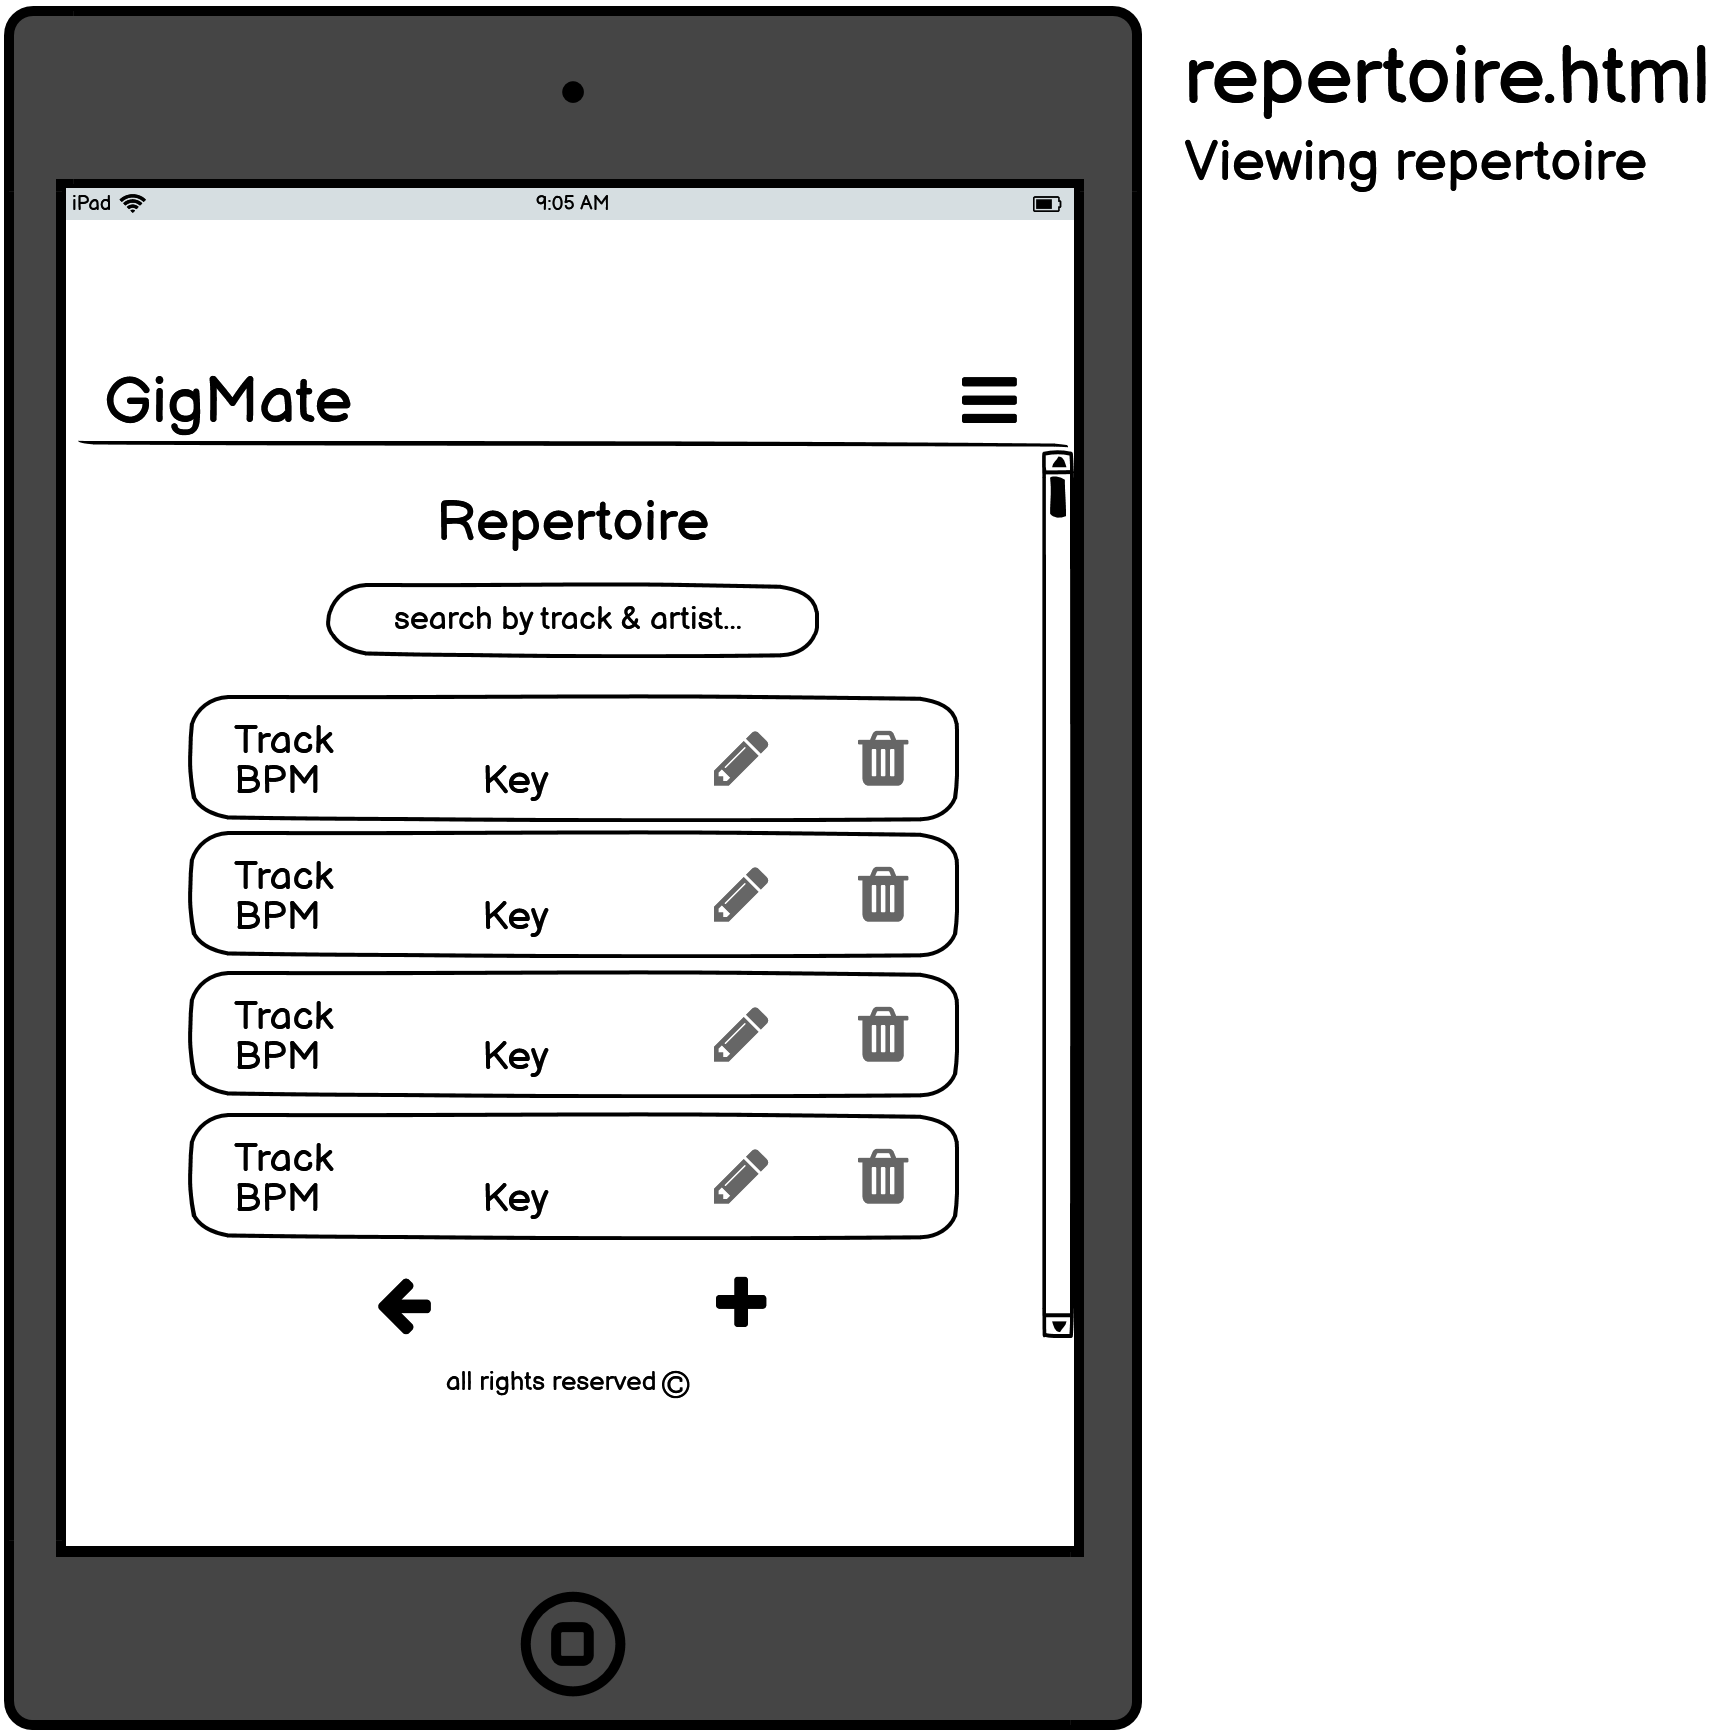 repertoire.html
Viewing repertoire
iPad 9:05 AM
GigMate
Repertoire
search by track & artist...
Track
BPM Key
Track
BPM Key
Track
BPM Key
Track
BPM Key
all rights reserved ©